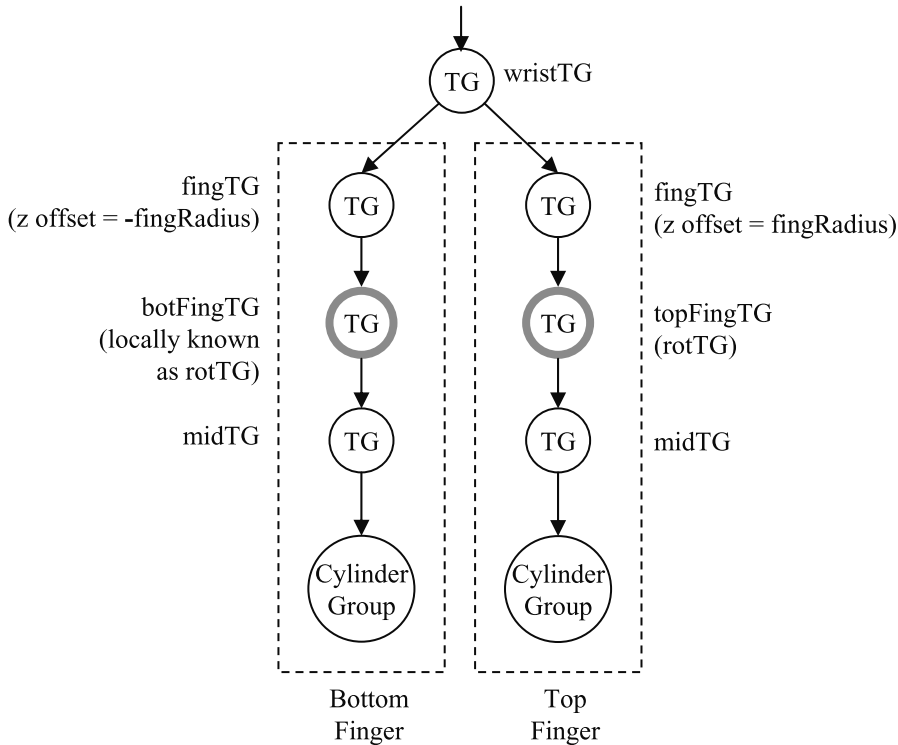 TG
wristTG
fingTG
(z offset = -fingRadius)
TG
TG
fingTG
(z offset = fingRadius)
botFingTG
(locally known
as rotTG)
TG
TG
topFingTG
(rotTG)
midTG
TG
TG
midTG
Cylinder
Group
Cylinder
Group
Bottom
Finger
Top
Finger